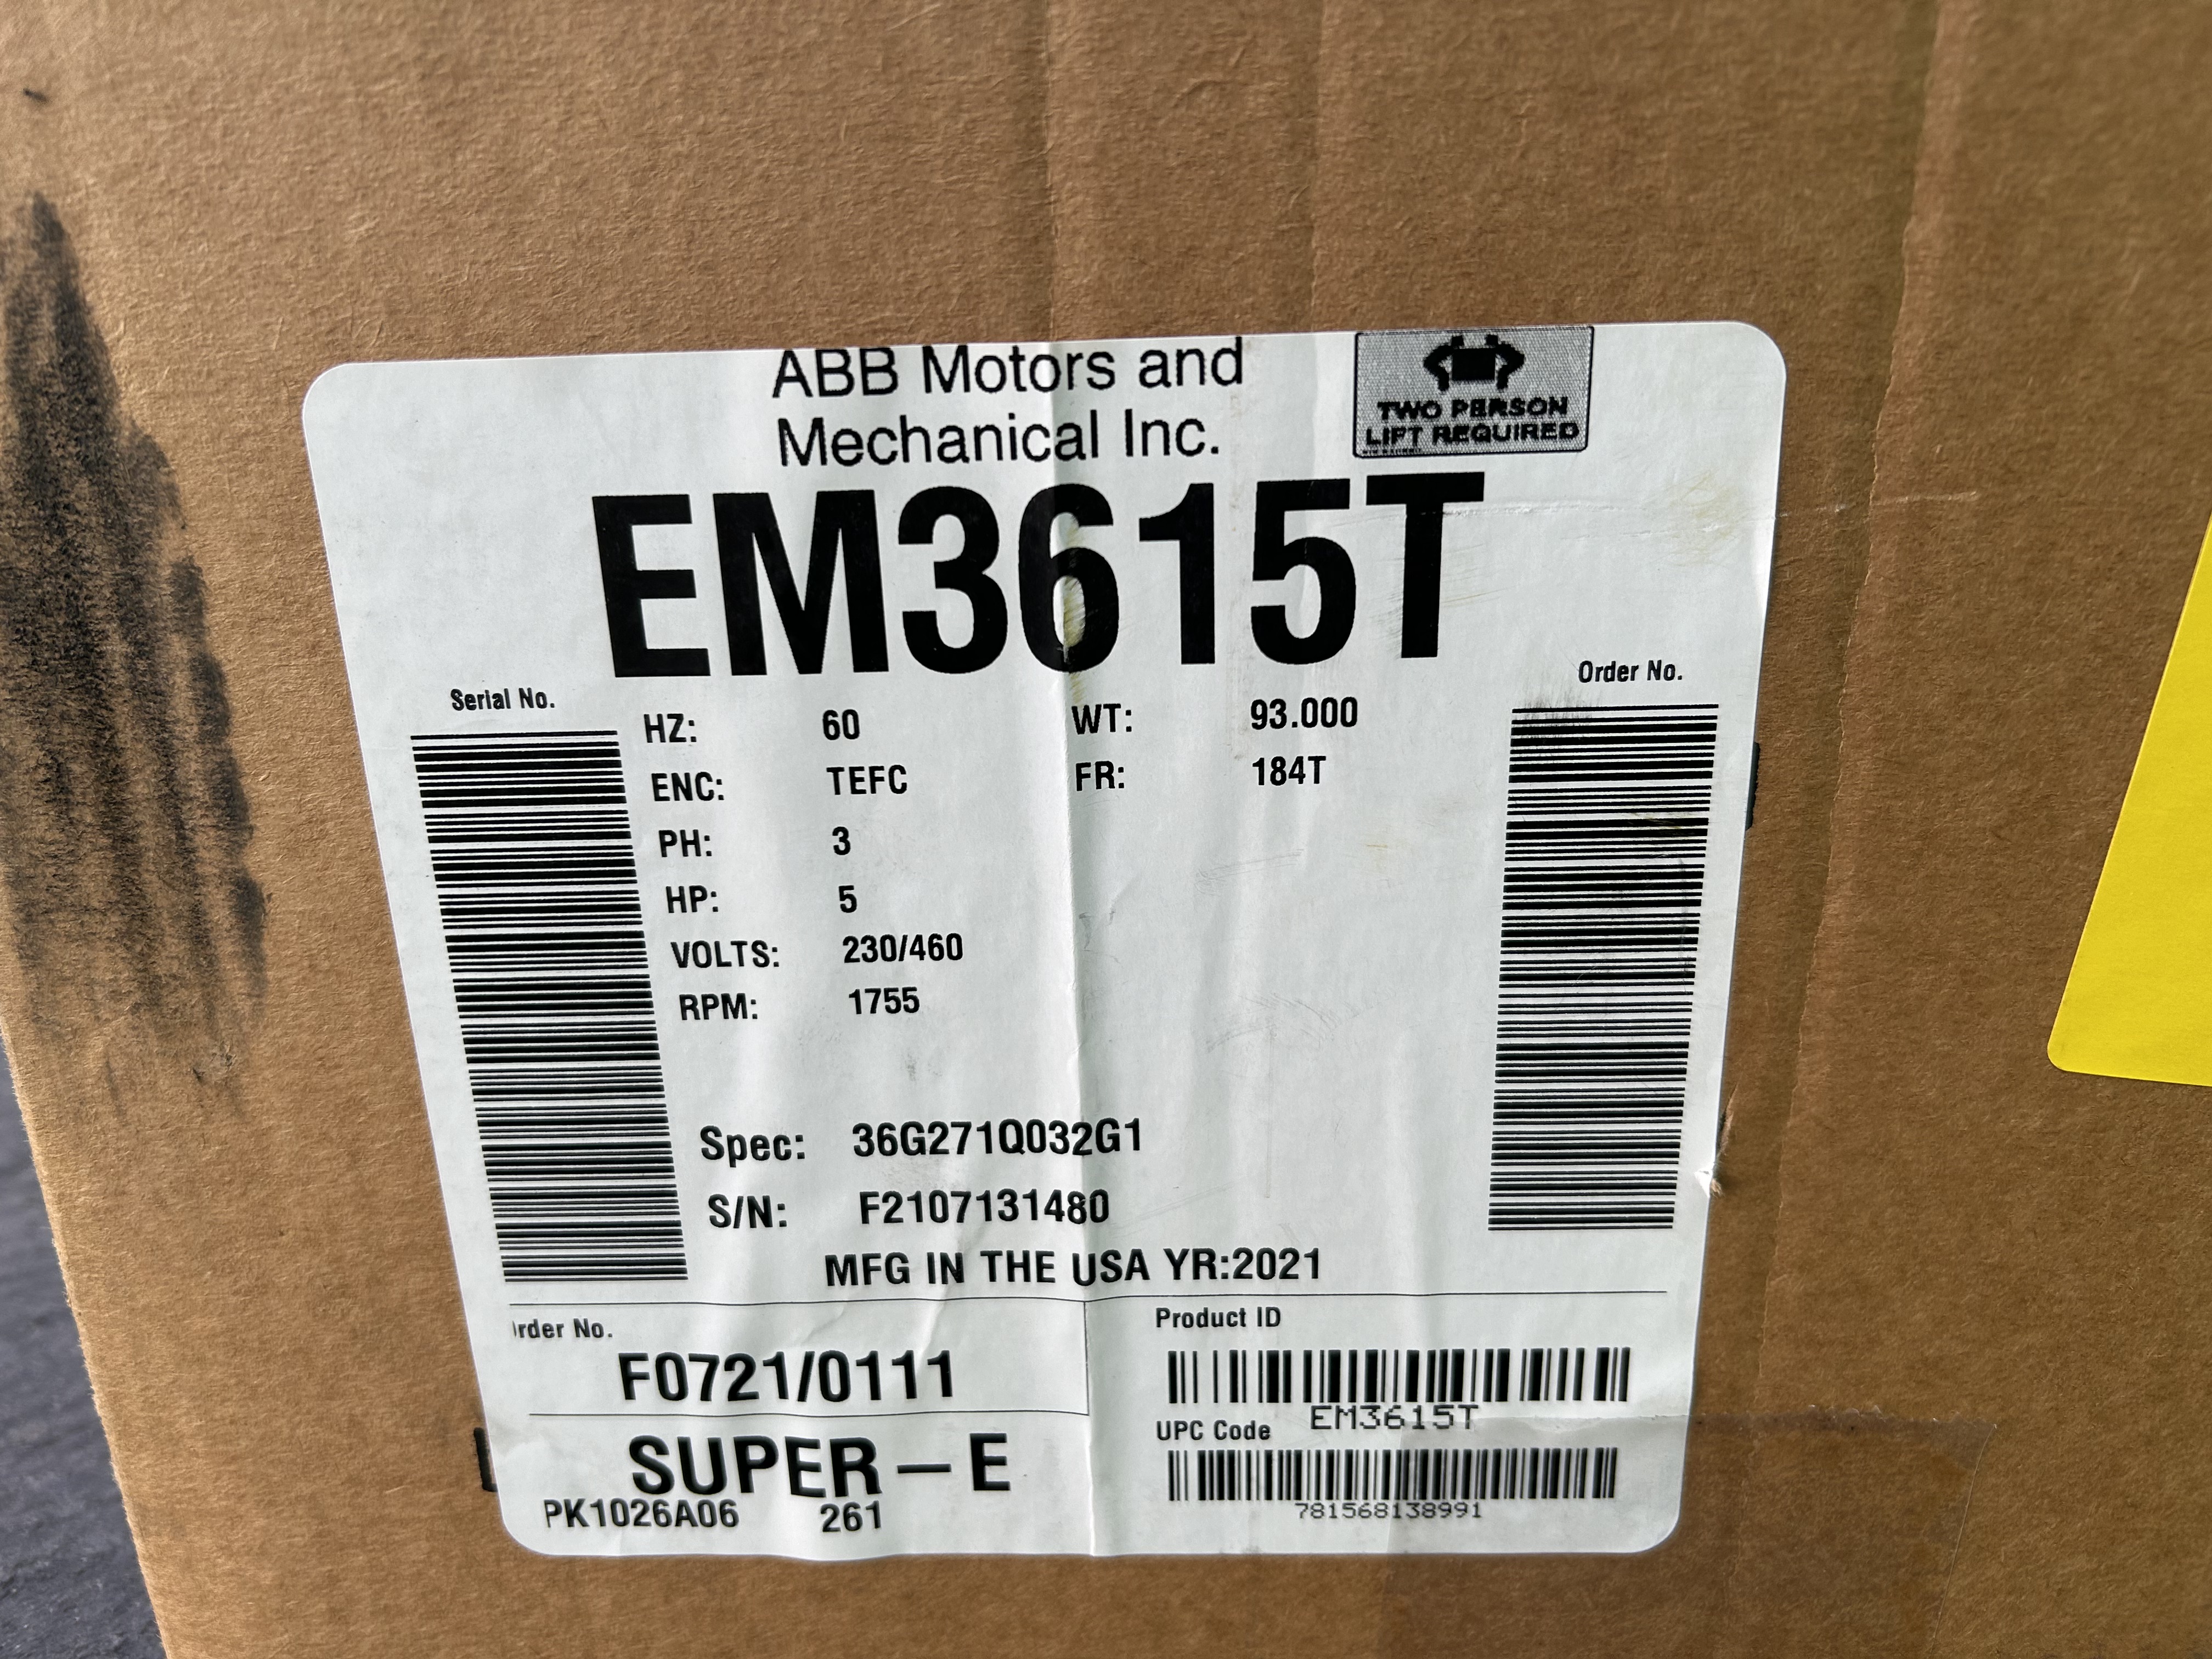 ABB Motors and
Mechanical Inc.
TWO PERSON
LIFT REQUIRED
EM3615T
Serial No.
Order No.
HZ: 60 WT: 93.000
ENC: TEFC FR: 184T
PH: 3
HP: 5
VOLTS: 230/460
RPM: 1755
Spec: 36G271Q032G1
S/N: F2107131480
MFG IN THE USA YR:2021
rder No.
F0721/0111
SUPER - E
PK1026A06 261
Product ID
EM3615T
UPC Code
781568138991